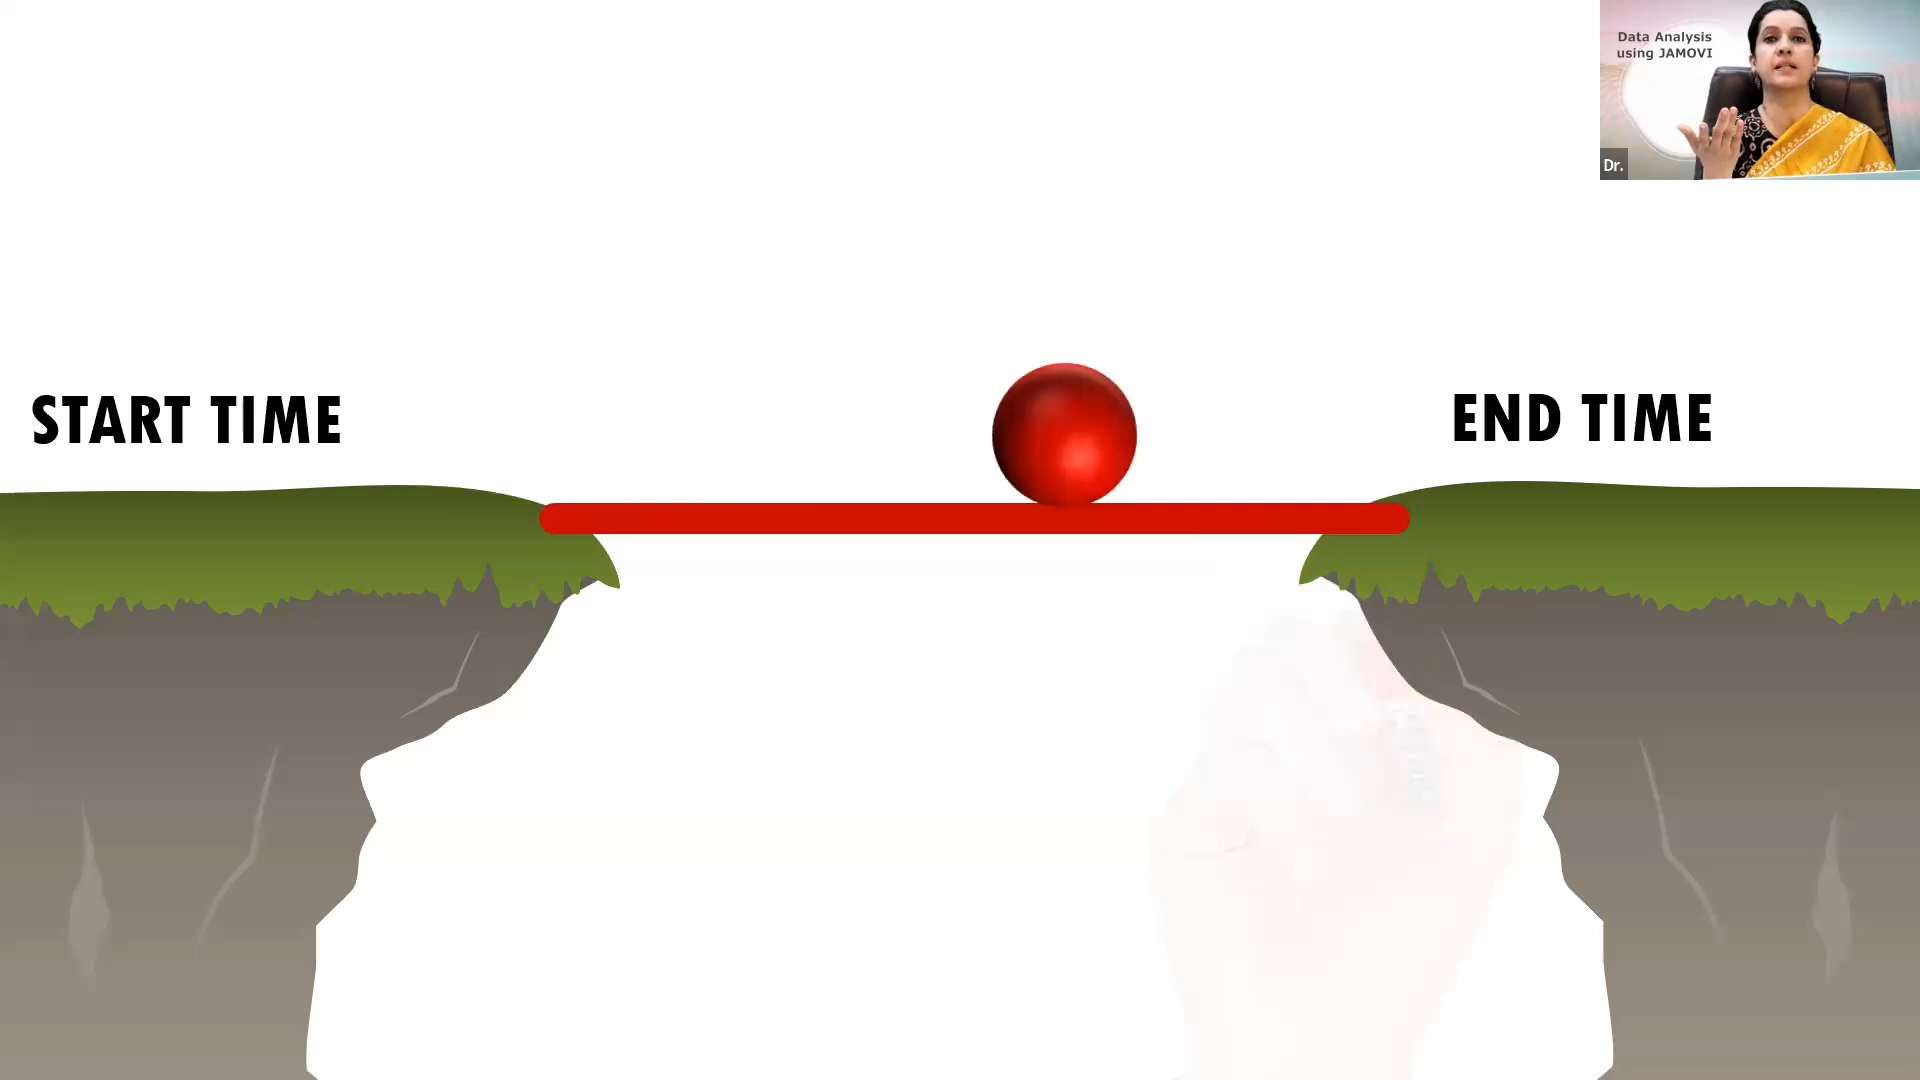 Data Analysis
using JAMOVI
Dr.
START TIME
END TIME